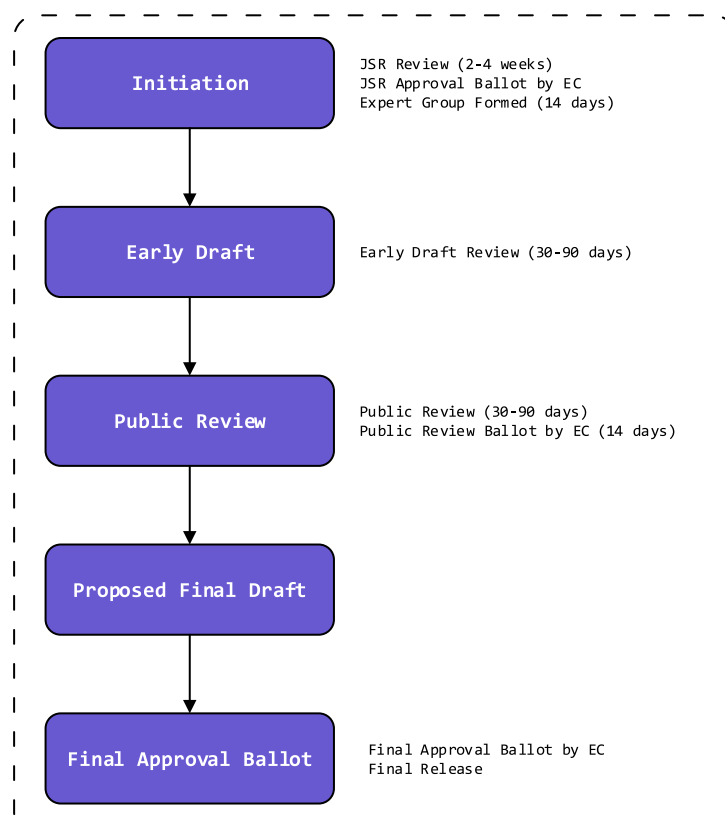 Initiation
JSR Review (2-4 weeks)
JSR Approval Ballot by EC
Expert Group Formed (14 days)
Early Draft
Early Draft Review (30-90 days)
Public Review
Public Review (30-90 days)
Public Review Ballot by EC (14 days)
Proposed Final Draft
Final Approval Ballot
Final Approval Ballot by EC
Final Release